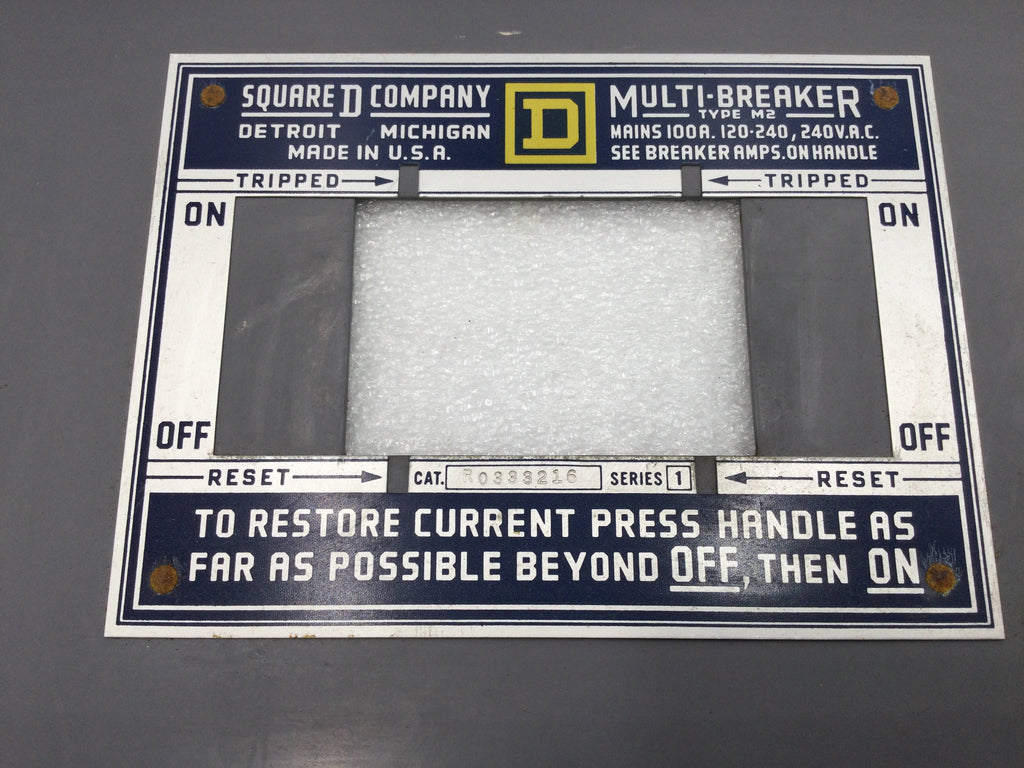 SQUARE D COMPANY
DETROIT MICHIGAN
MADE IN U.S.A.
D
MULTI-BREAKER
TYPE M2
MAINS 100A. 120-240, 240V.A.C.
SEE BREAKER AMPS. ON HANDLE
TRIPPED TRIPPED
ON ON
OFF OFF
RESET CAT. R0333216 SERIES 1 RESET
TO RESTORE CURRENT PRESS HANDLE AS
FAR AS POSSIBLE BEYOND OFF, THEN ON